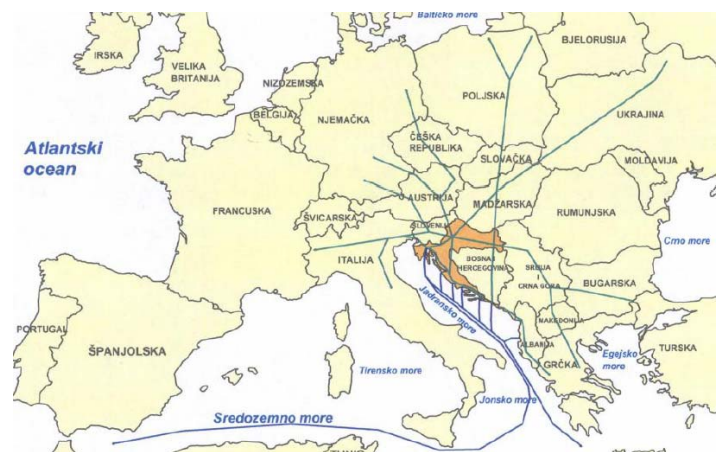 Baltičko more
IRSKA
VELIKA
BRITANIJA
NIZOZEMSKA
BELGIJA
NJEMAČKA
POLJSKA
BJELORUSIJA
UKRAJINA
ČEŠKA
REPUBLIKA
SLOVAČKA
MOLDAVIJA
Atlantski
ocean
FRANCUSKA
ŠVICARSKA
AUSTRIJA
MAĐARSKA
RUMUNJSKA
SLOVENIJA
ITALIJA
BOSNA I
HERCEGOVINA
SRBIJA
I
CRNA GORA
BUGARSKA
Crno more
Jadransko more
MAKEDONIJA
ALBANIJA
PORTUGAL
ŠPANJOLSKA
Tirensko more
GRČKA
Egejsko
more
TURSKA
Jonsko more
Sredozemno more